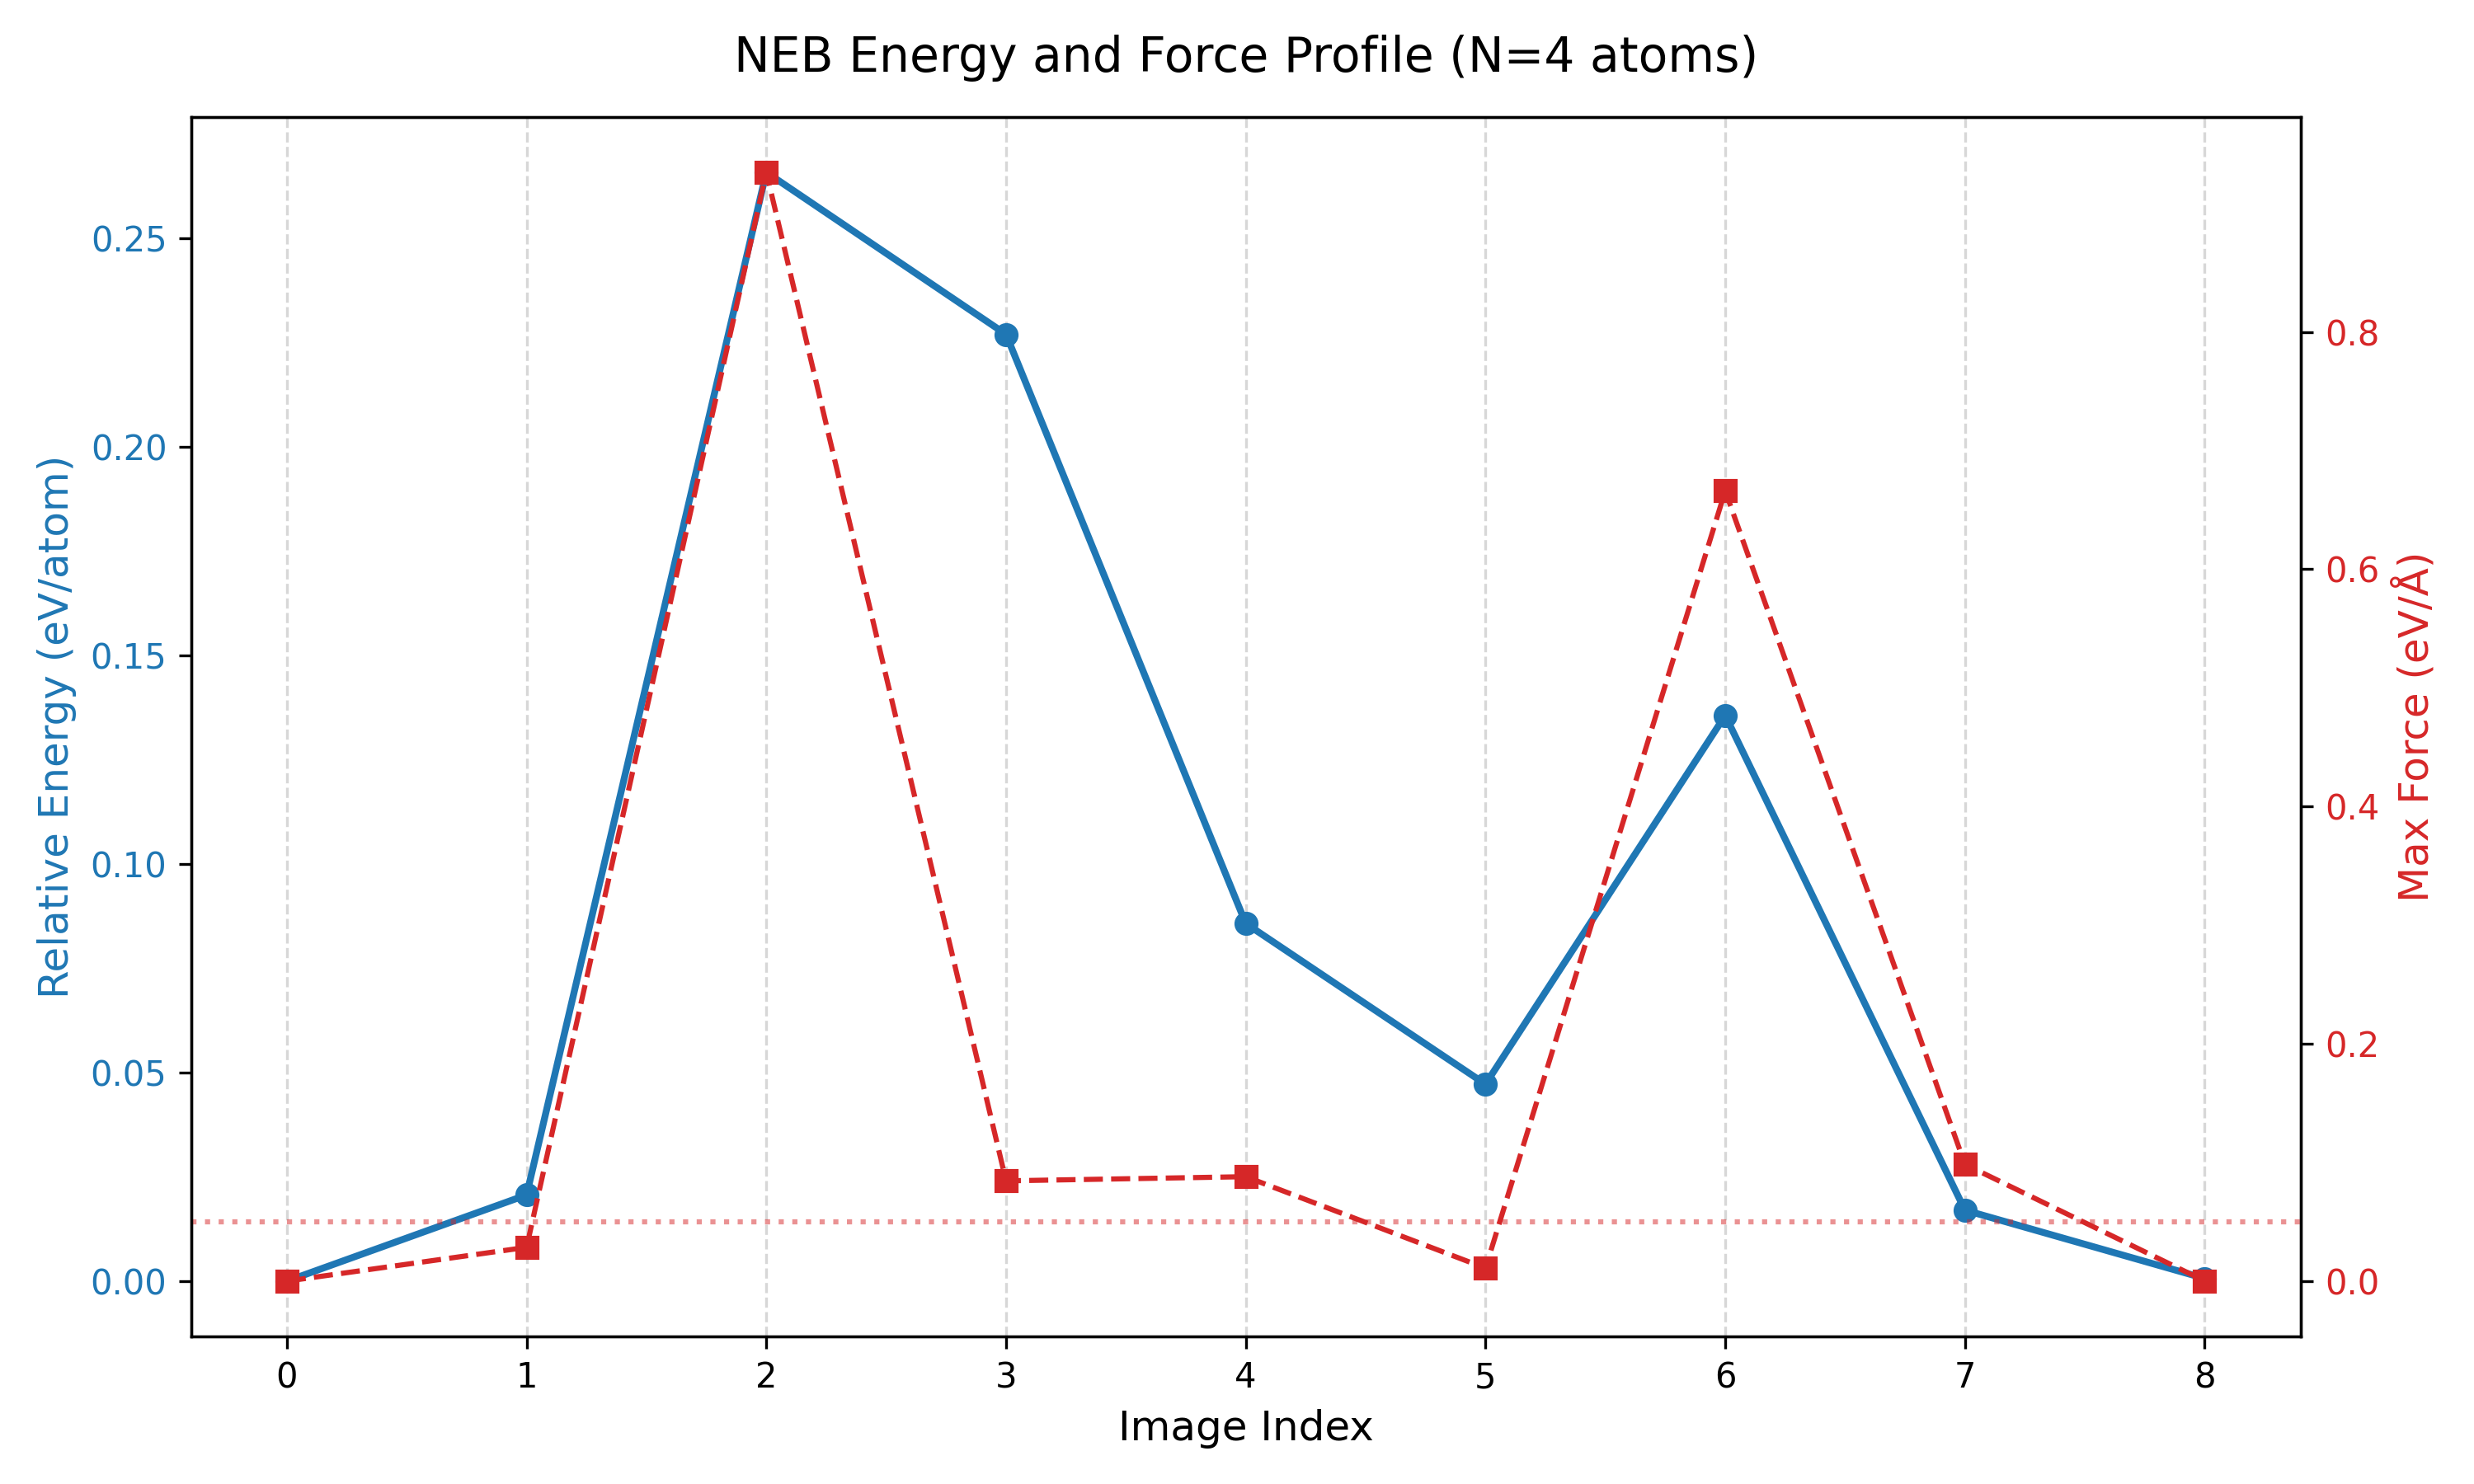 NEB Energy and Force Profile (N=4 atoms)
Relative Energy (eV/atom)
0.25
0.20
0.15
0.10
0.05
0.00
Max Force (eV/Å)
0.8
0.6
0.4
0.2
0.0
0 1 2 3 4 5 6 7 8
Image Index